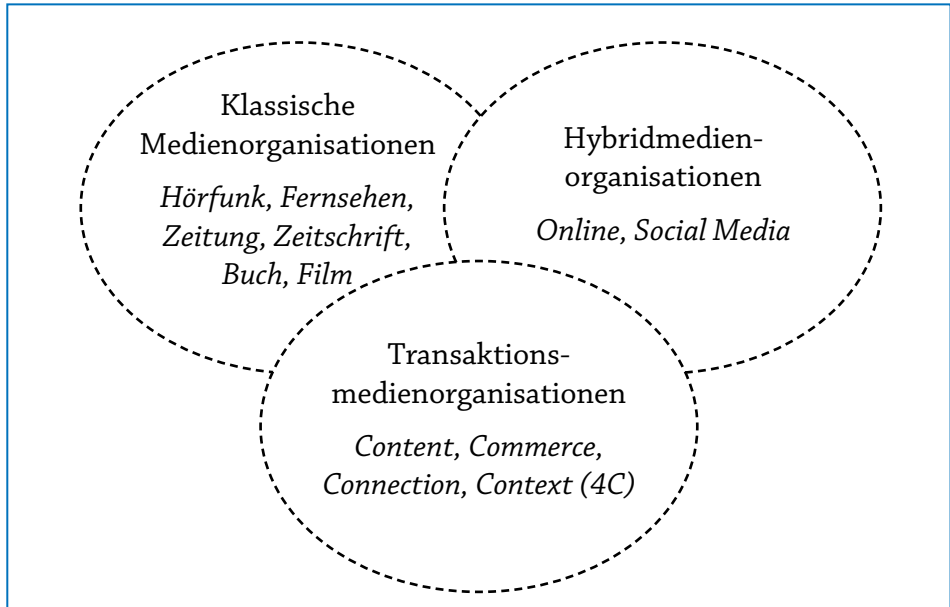 Klassische
Medienorganisationen
Hörfunk, Fernsehen,
Zeitung, Zeitschrift,
Buch, Film
Hybridmedien-
organisationen
Online, Social Media
Transaktions-
medienorganisationen
Content, Commerce,
Connection, Context (4C)